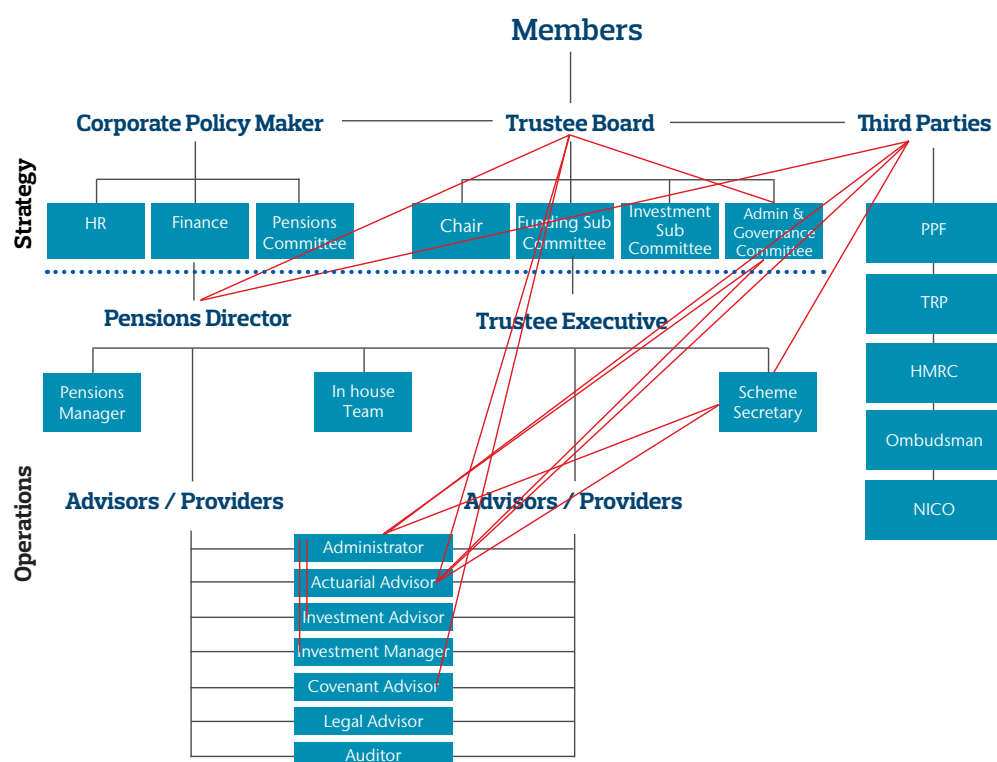 Members
Corporate Policy Maker
Trustee Board
Third Parties
Strategy
HR
Finance
Pensions
Committee
Chair
Funding Sub
Committee
Investment
Sub
Committee
Admin &
Governance
Committee
PPF
Pensions Director
Trustee Executive
TRP
Pensions
Manager
In house
Team
Scheme
Secretary
HMRC
Ombudsman
Operations
Advisors / Providers
Advisors / Providers
NICO
Administrator
Actuarial Advisor
Investment Advisor
Investment Manager
Covenant Advisor
Legal Advisor
Auditor